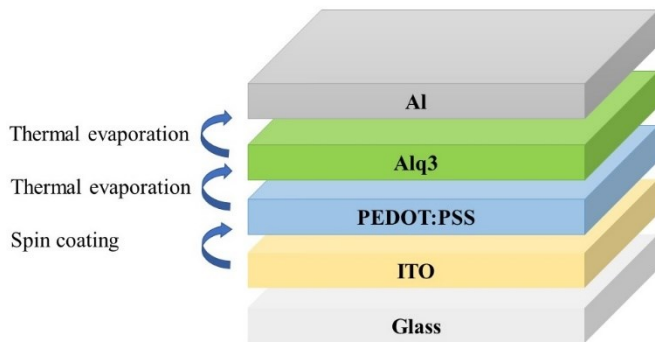 Al
Thermal evaporation
Alq3
Thermal evaporation
PEDOT:PSS
Spin coating
ITO
Glass